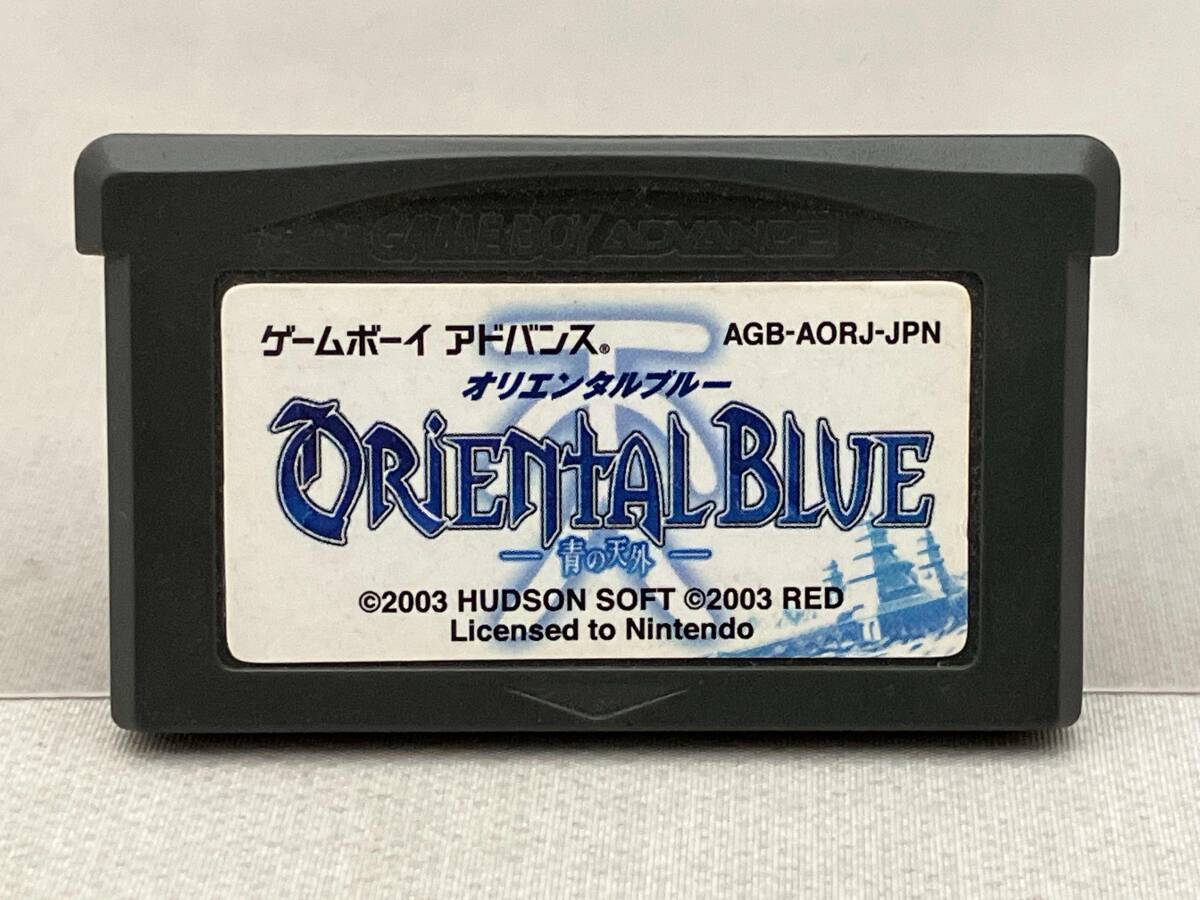 GAME BOY ADVANCE
ゲームボーイ アドバンス® AGB-AORJ-JPN
オリエンタルブルー
ORIENTAL BLUE
― 青の天外 ―
©2003 HUDSON SOFT ©2003 RED
Licensed to Nintendo